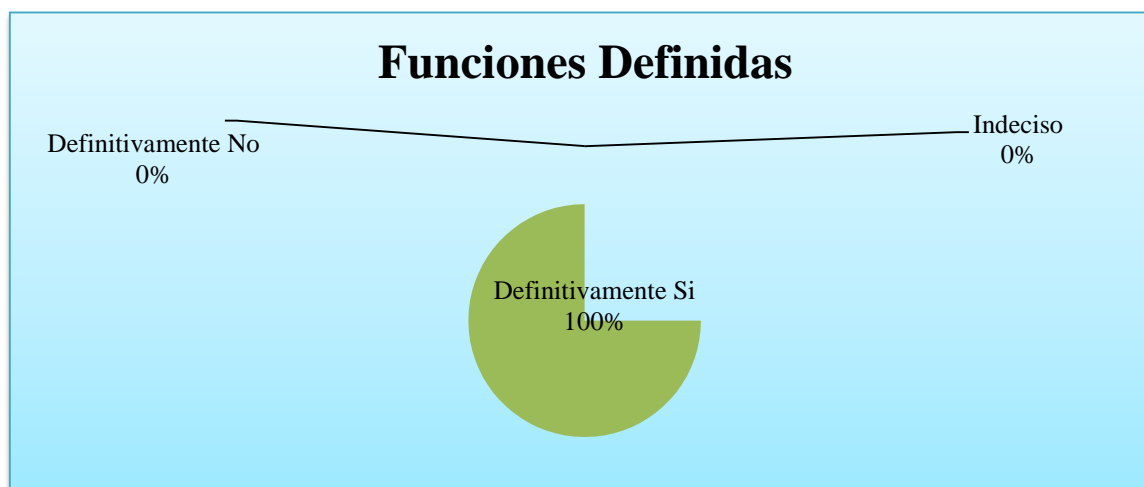 Funciones Definidas
Definitivamente No
0%
Indeciso
0%
Definitivamente Si
100%